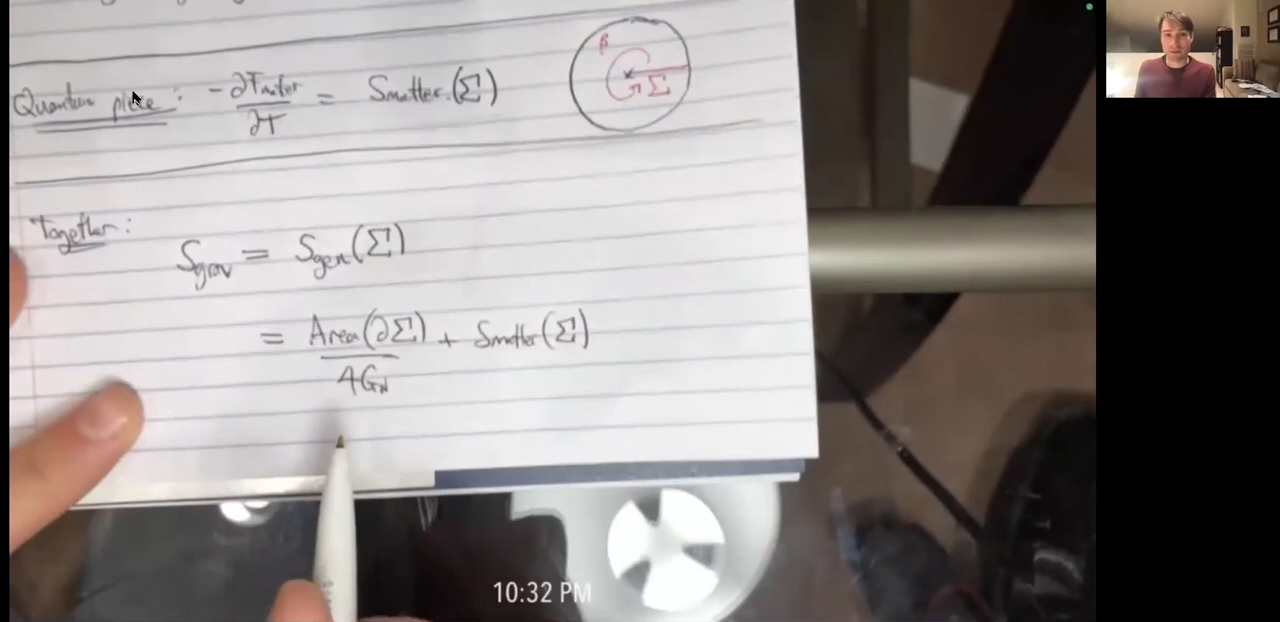 Quantum piece: -∂F_matter/∂T = S_matter(Σ)
β
Σ
Together:
S_grav = S_gen(Σ)
= Area(∂Σ)/4G_N + S_matter(Σ)
10:32 PM